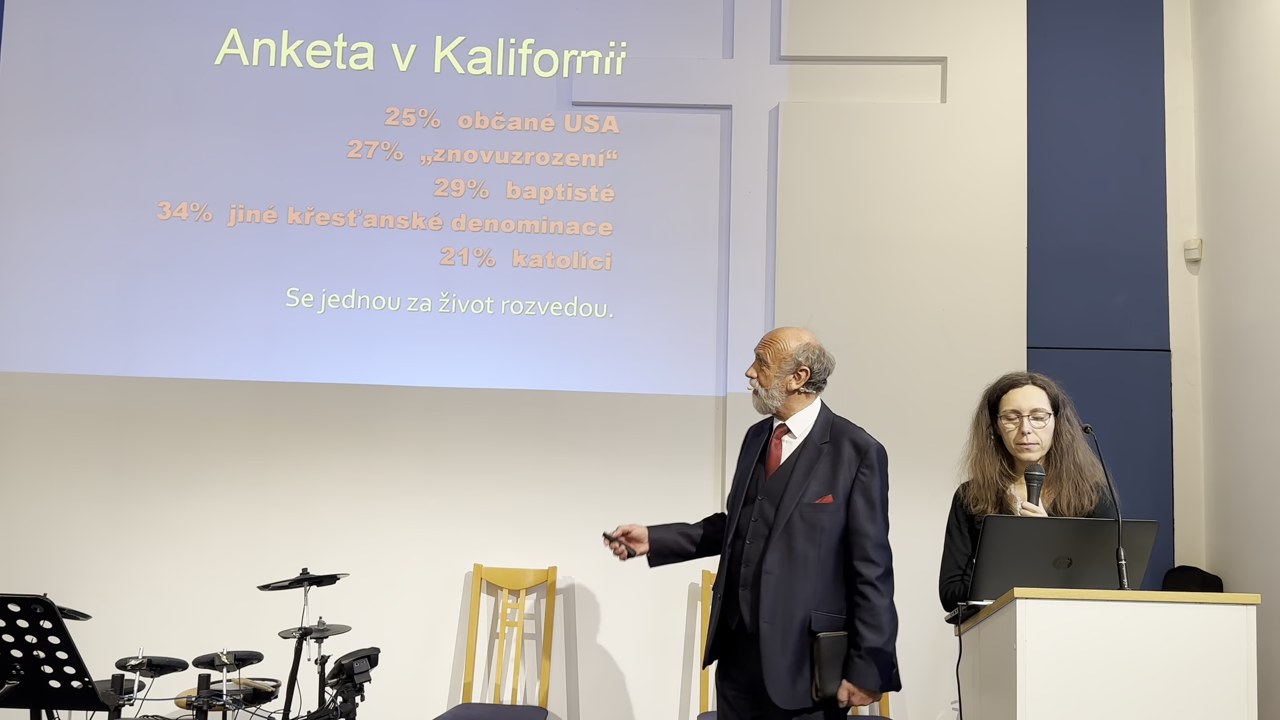 Anketa v Kalifornii
25% občané USA
27% „znovuzrození“
29% baptisté
34% jiné křesťanské denominace
21% katolíci
Se jednou za život rozvedou.